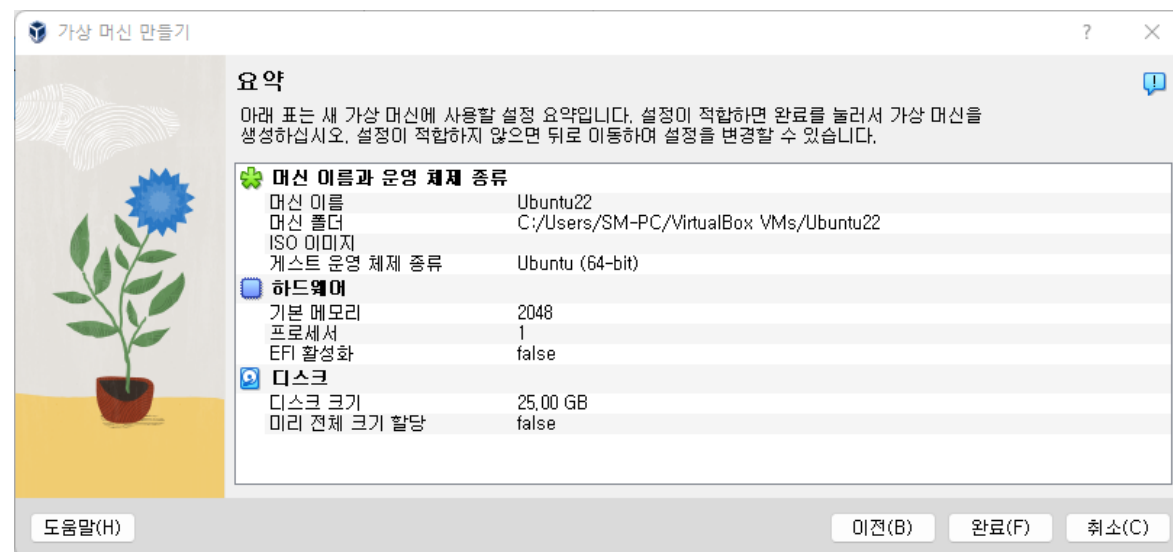 가상 머신 만들기
요약
아래 표는 새 가상 머신에 사용할 설정 요약입니다. 설정이 적합하면 완료를 눌러서 가상 머신을
생성하십시오. 설정이 적합하지 않으면 뒤로 이동하여 설정을 변경할 수 있습니다.
머신 이름과 운영 체제 종류
머신 이름 Ubuntu22
머신 폴더 C:/Users/SM-PC/VirtualBox VMs/Ubuntu22
ISO 이미지
게스트 운영 체제 종류 Ubuntu (64-bit)
하드웨어
기본 메모리 2048
프로세서 1
EFI 활성화 false
디스크
디스크 크기 25,00 GB
미리 전체 크기 할당 false
도움말(H) 이전(B) 완료(F) 취소(C)